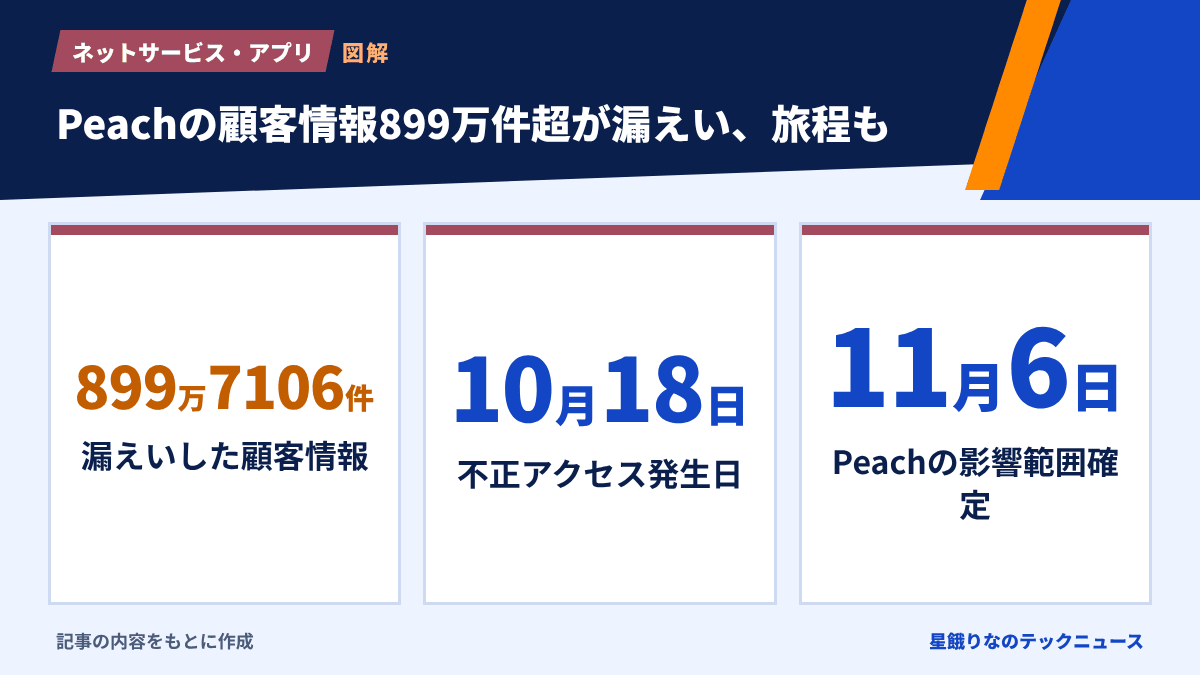 ネットサービス・アプリ 図解
Peachの顧客情報899万件超が漏えい、旅程も
899万7106件
漏えいした顧客情報
10月18日
不正アクセス発生日
11月6日
Peachの影響範囲確
定
記事の内容をもとに作成
星餓りなのテックニュース